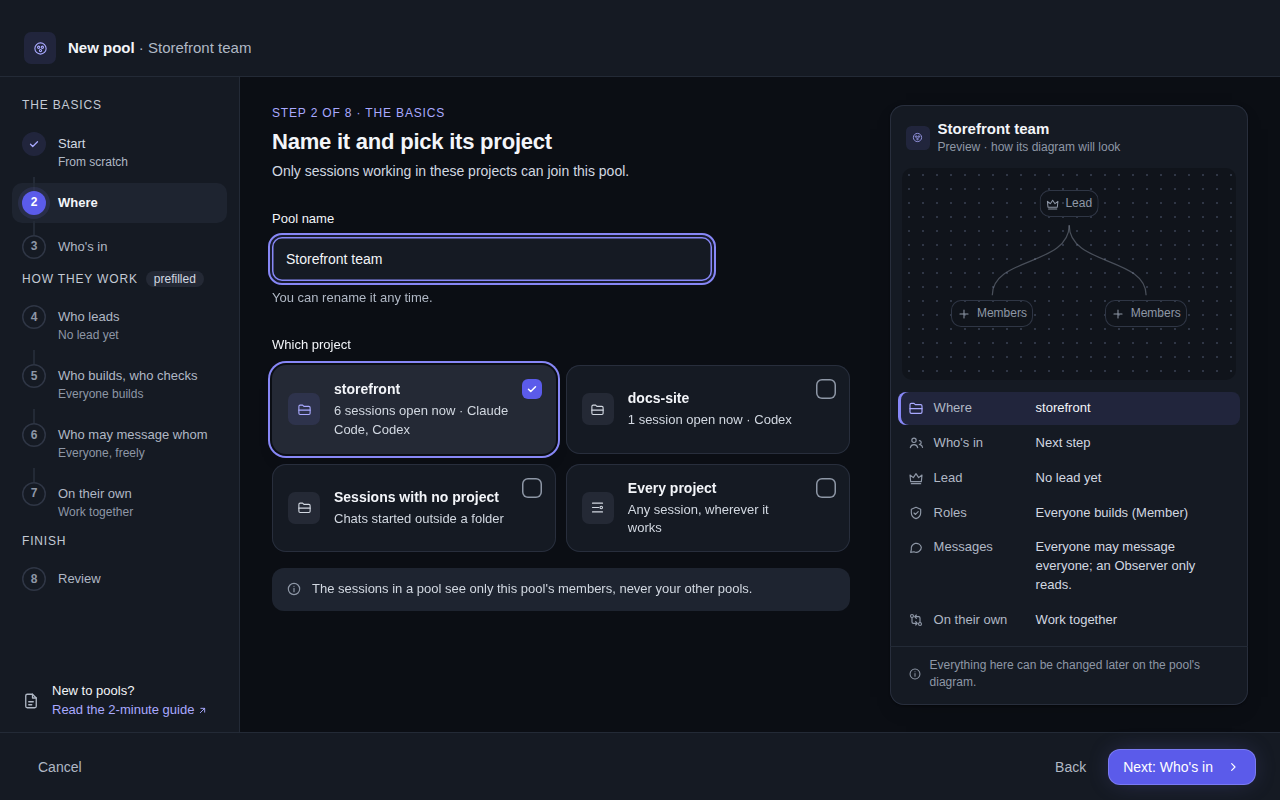 New pool · Storefront team
THE BASICS
Start
From scratch
2
Where
3
Who's in
HOW THEY WORK
prefilled
4
Who leads
No lead yet
5
Who builds, who checks
Everyone builds
6
Who may message whom
Everyone, freely
7
On their own
Work together
FINISH
8
Review
New to pools?
Read the 2-minute guide
STEP 2 OF 8 · THE BASICS
Name it and pick its project
Only sessions working in these projects can join this pool.
Pool name
Storefront team
You can rename it any time.
Which project
storefront
6 sessions open now · Claude
Code, Codex
docs-site
1 session open now · Codex
Sessions with no project
Chats started outside a folder
Every project
Any session, wherever it
works
The sessions in a pool see only this pool's members, never your other pools.
Storefront team
Preview · how its diagram will look
Lead
Members
Members
Where
storefront
Who's in
Next step
Lead
No lead yet
Roles
Everyone builds (Member)
Messages
Everyone may message
everyone; an Observer only
reads.
On their own
Work together
Everything here can be changed later on the pool's
diagram.
Cancel
Back
Next: Who's in